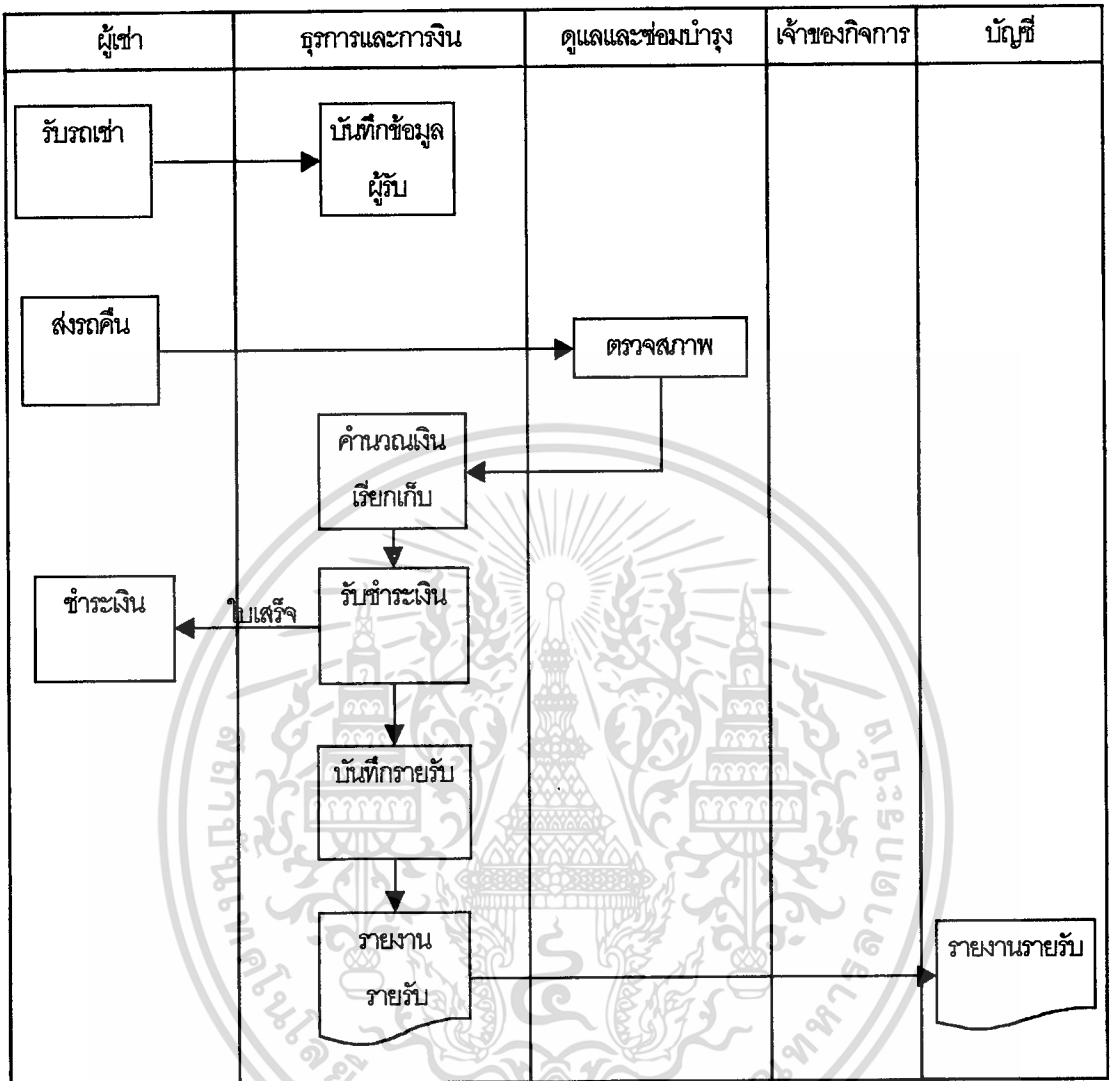 ผู้เช่า
ธุรการและการเงิน
ดูแลและซ่อมบำรุง
เจ้าของกิจการ
บัญชี
รับรถเช่า
บันทึกข้อมูล
ผู้รับ
ส่งรถคืน
ตรวจสภาพ
คำนวณเงิน
เรียกเก็บ
ชำระเงิน
ใบเสร็จ
รับชำระเงิน
บันทึกรายรับ
รายงาน
รายรับ
รายงานรายรับ